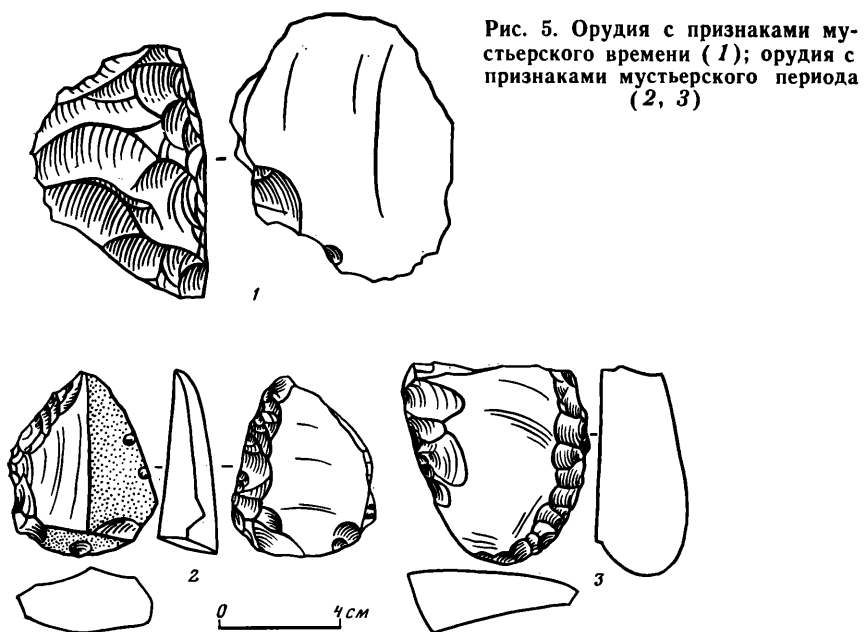 Рис. 5. Орудия с признаками му-
стьерского времени (1); орудия с
признаками мустьерского периода
(2, 3)
1
2
3
0 4 см